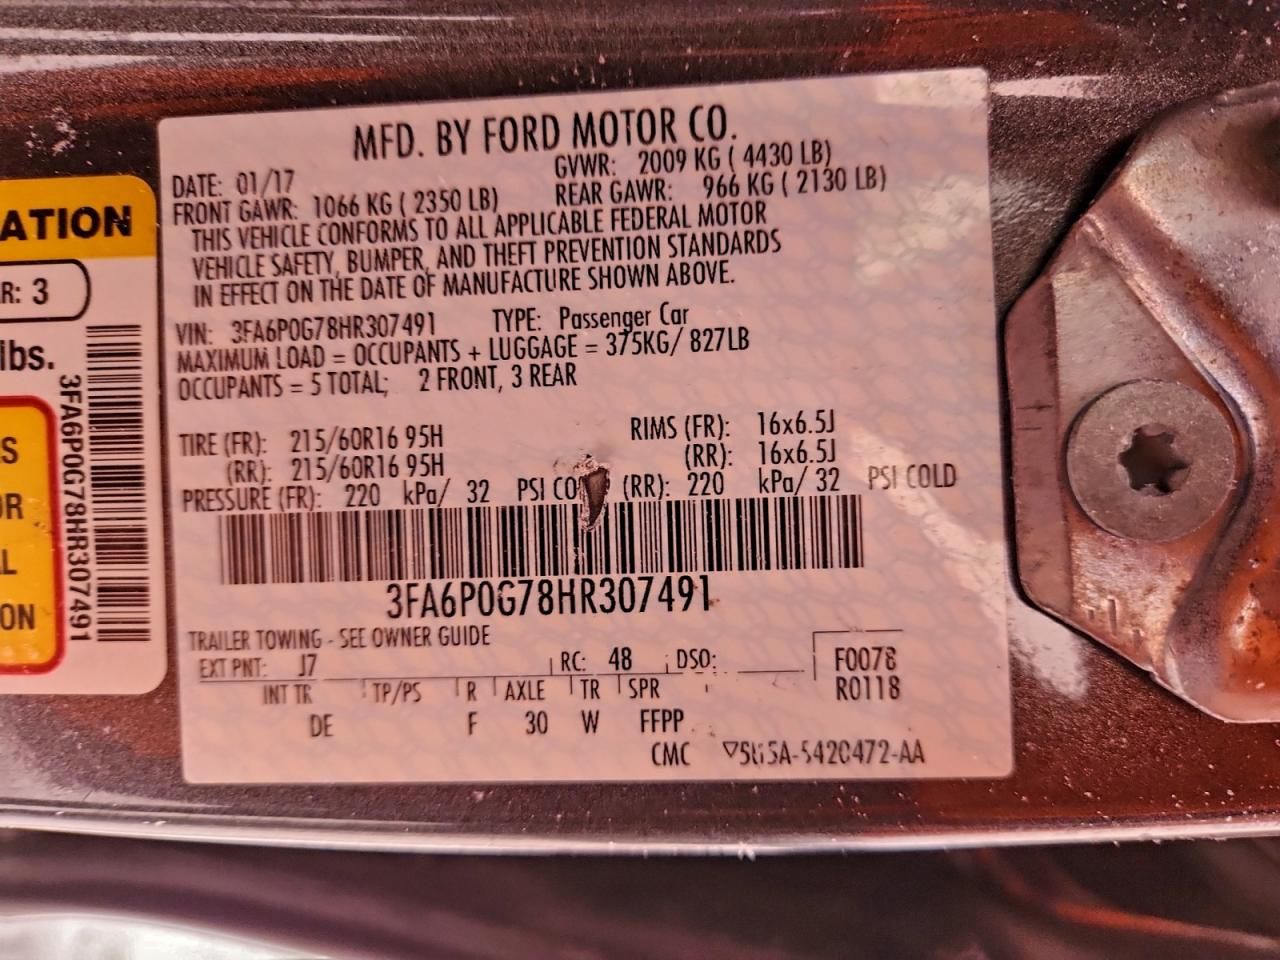 MFD. BY FORD MOTOR CO.
DATE: 01/17 GVWR: 2009 KG ( 4430 LB)
FRONT GAWR: 1066 KG ( 2350 LB) REAR GAWR: 966 KG ( 2130 LB)
THIS VEHICLE CONFORMS TO ALL APPLICABLE FEDERAL MOTOR
VEHICLE SAFETY, BUMPER, AND THEFT PREVENTION STANDARDS
IN EFFECT ON THE DATE OF MANUFACTURE SHOWN ABOVE.
VIN: 3FA6P0G78HR307491 TYPE: Passenger Car
MAXIMUM LOAD = OCCUPANTS + LUGGAGE = 375KG/ 827LB
OCCUPANTS = 5 TOTAL; 2 FRONT, 3 REAR
TIRE (FR): 215/60R16 95H RIMS (FR): 16x6.5J
(RR): 215/60R16 95H (RR): 16x6.5J
PRESSURE (FR): 220 kPa/ 32 PSI CO (RR): 220 kPa/ 32 PSI COLD
3FA6P0G78HR307491
TRAILER TOWING - SEE OWNER GUIDE
EXT PNT: J7 RC: 48 DSO: F0078
R0118
INT TR TP/PS R AXLE TR SPR
DE F 30 W FFPP
CMC
ATION
R: 3
lbs.
S
OR
L
ON
3FA6P0G78HR307491